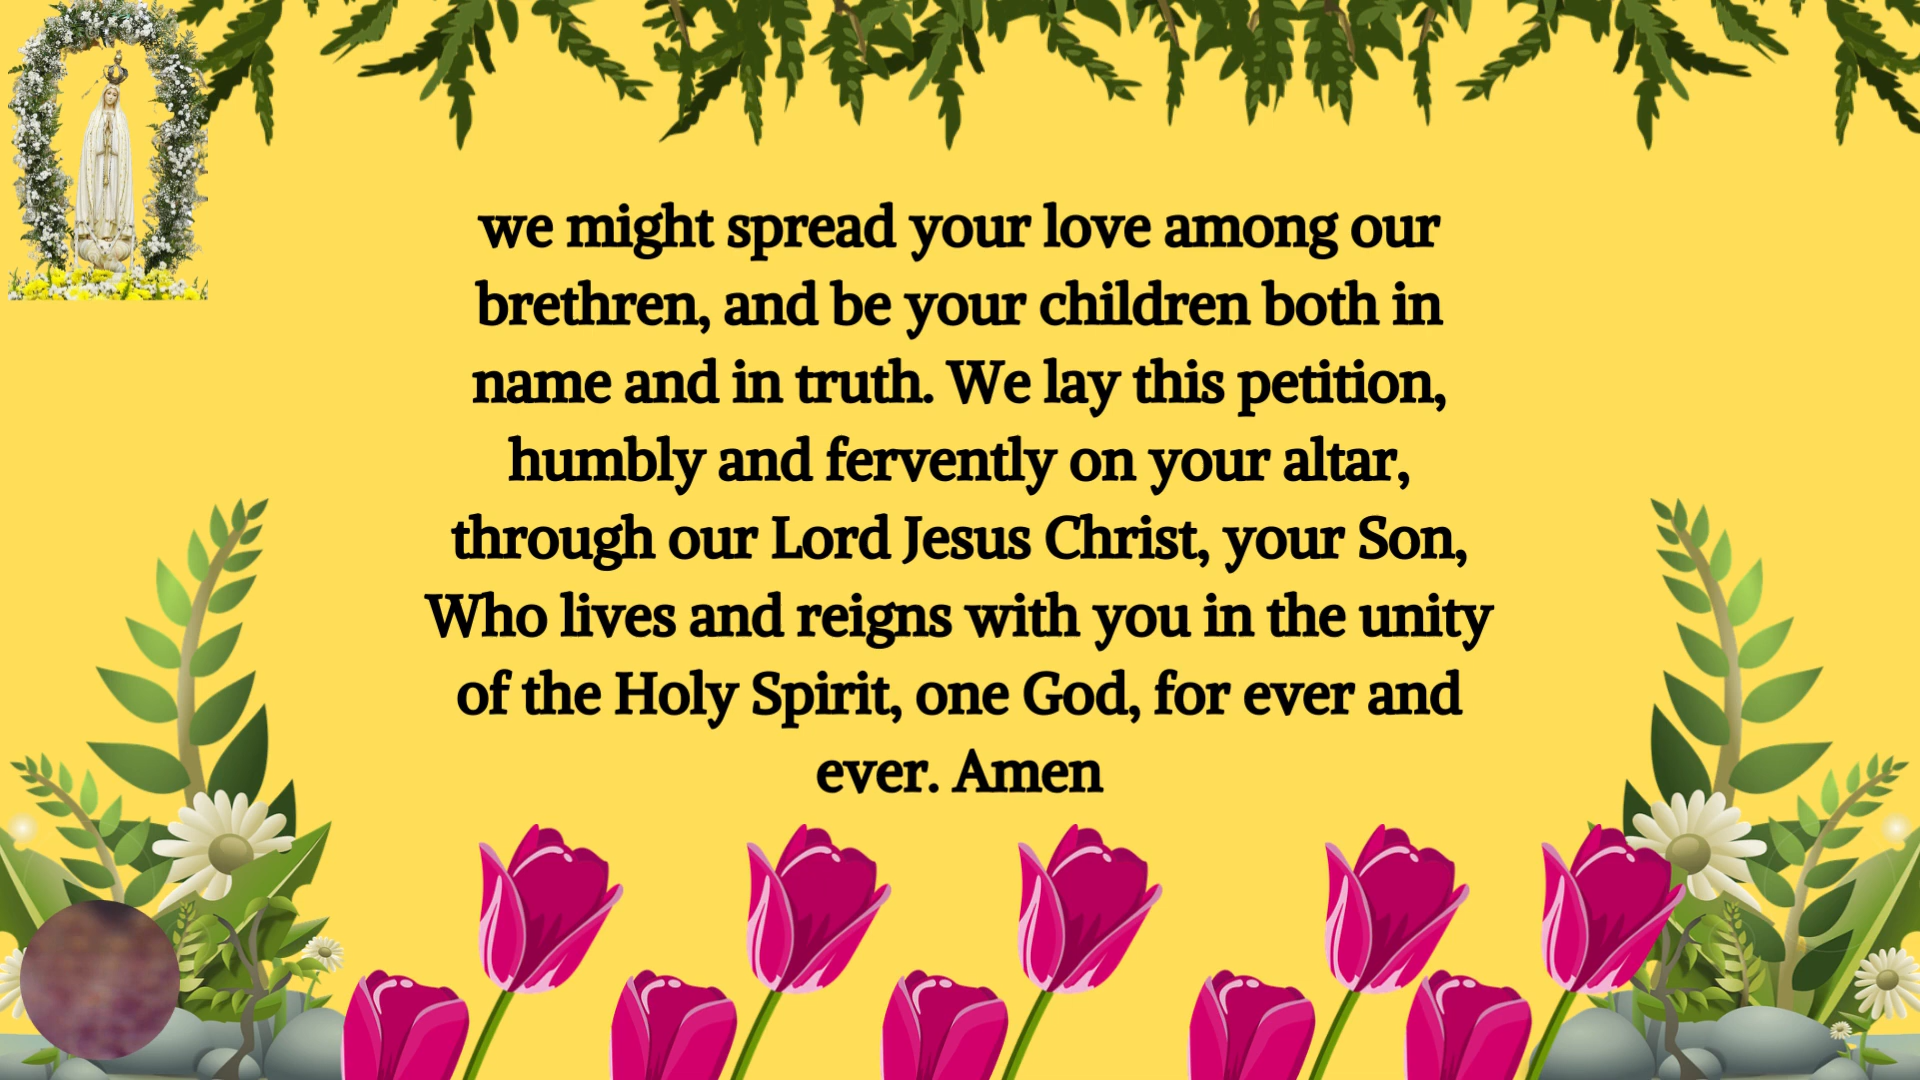 we might spread your love among our
brethren, and be your children both in
name and in truth. We lay this petition,
humbly and fervently on your altar,
through our Lord Jesus Christ, your Son,
Who lives and reigns with you in the unity
of the Holy Spirit, one God, for ever and
ever. Amen